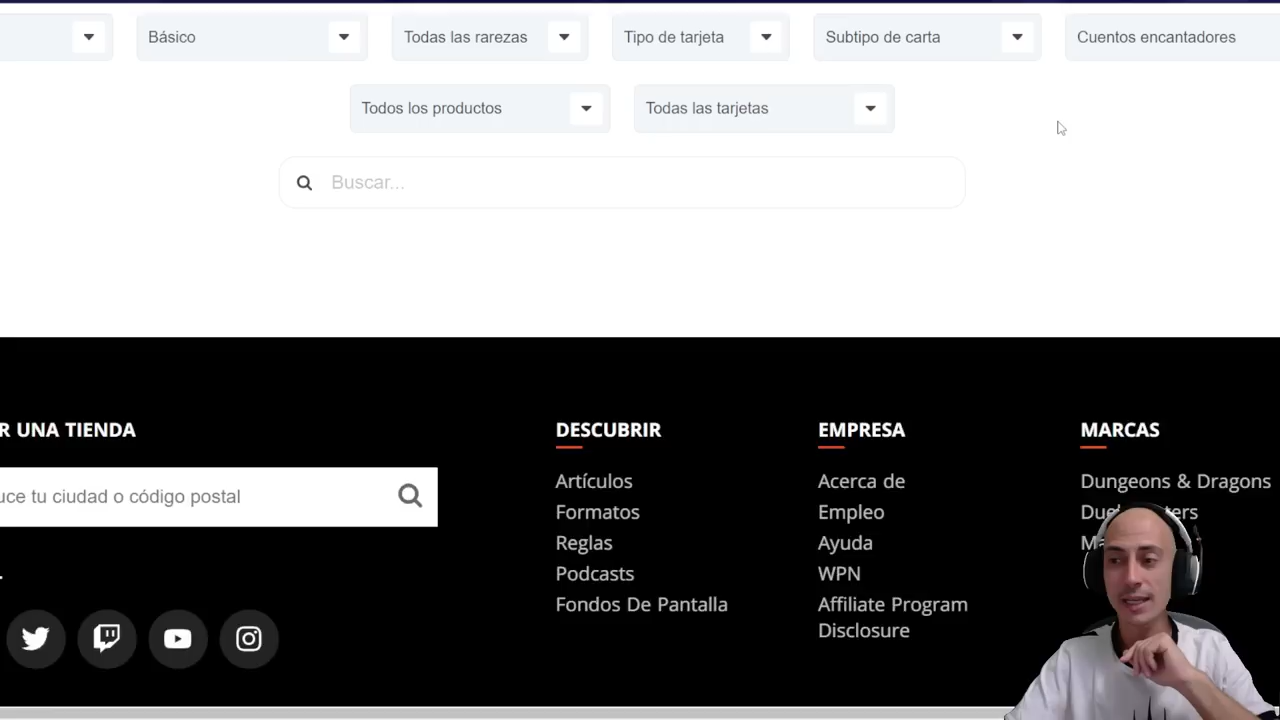 Básico
Todas las rarezas
Tipo de tarjeta
Subtipo de carta
Cuentos encantadores
Todos los productos
Todas las tarjetas
Buscar...
R UNA TIENDA
uce tu ciudad o código postal
DESCUBRIR
Artículos
Formatos
Reglas
Podcasts
Fondos De Pantalla
EMPRESA
Acerca de
Empleo
Ayuda
WPN
Affiliate Program
Disclosure
MARCAS
Dungeons & Dragons